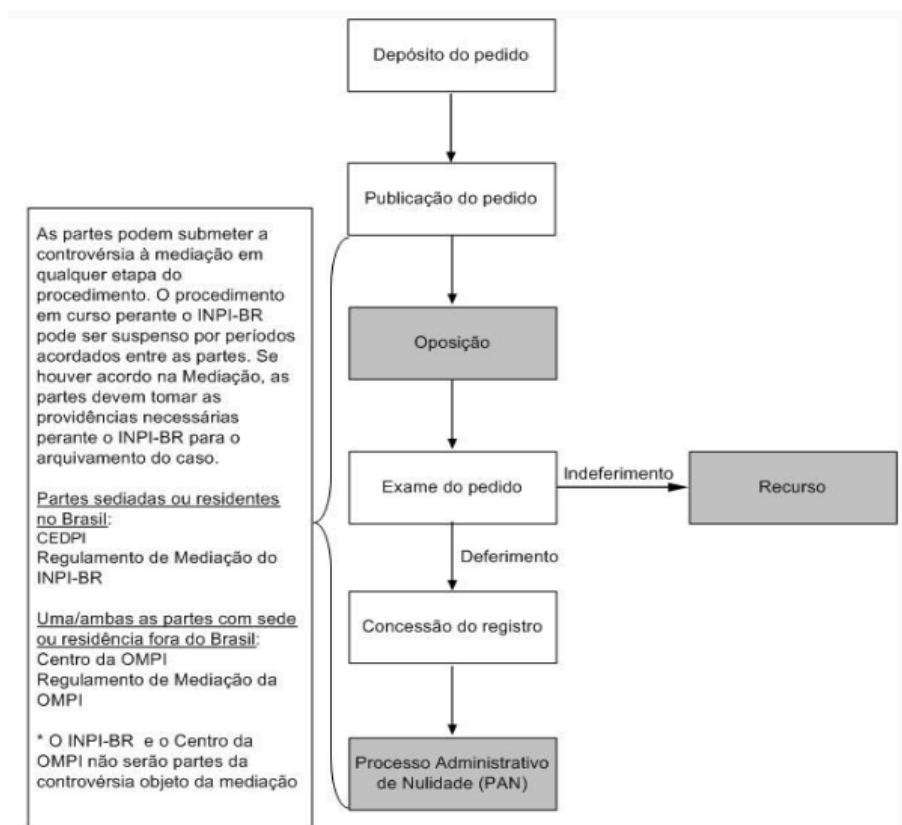 Depósito do pedido
Publicação do pedido
As partes podem submeter a
controvérsia à mediação em
qualquer etapa do
procedimento. O procedimento
em curso perante o INPI-BR
pode ser suspenso por períodos
acordados entre as partes. Se
houver acordo na Mediação, as
partes devem tomar as
providências necessárias
perante o INPI-BR para o
arquivamento do caso.
Partes sediadas ou residentes
no Brasil:
CEDPI
Regulamento de Mediação do
INPI-BR
Uma/ambas as partes com sede
ou residência fora do Brasil:
Centro da OMPI
Regulamento de Mediação da
OMPI
* O INPI-BR e o Centro da
OMPI não serão partes da
controvérsia objeto da mediação
Oposição
Exame do pedido
Indeferimento
Recurso
Deferimento
Concessão do registro
Processo Administrativo
de Nulidade (PAN)